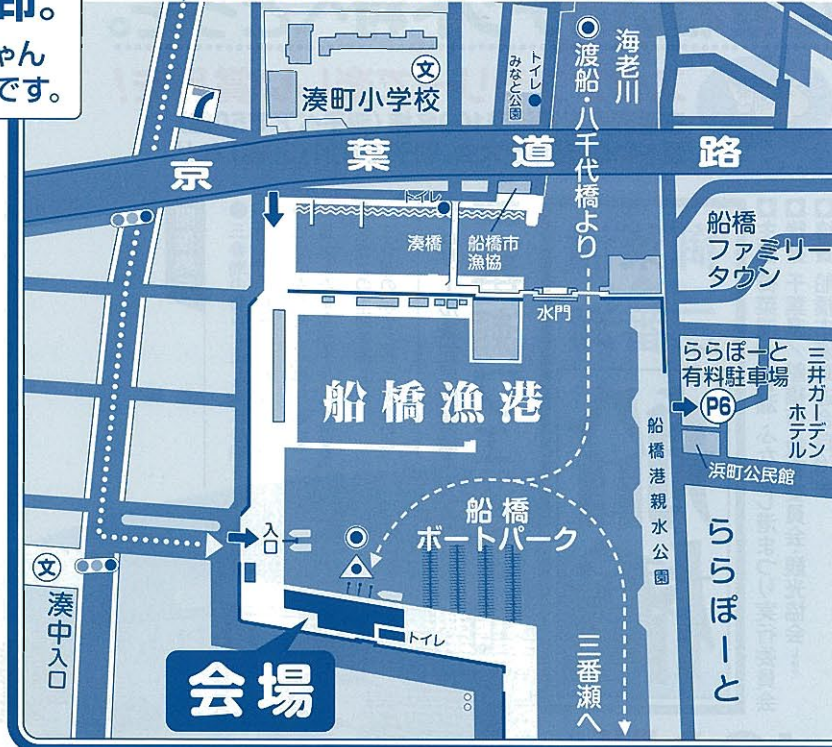 印。
ゃん
です。
7
文
湊町小学校
トイレ
みなと公園
渡船・八千代橋より
海老川
京葉道路
トイレ
湊橋
船橋市
漁協
水門
船橋
ファミリー
タウン
ららぽーと
有料駐車場
P6
三井ガーデン
ホテル
浜町公民館
船橋漁港
船橋港親水公園
船橋
ボートパーク
入口
文
湊中入口
ららぽーと
トイレ
会場
三番瀬へ